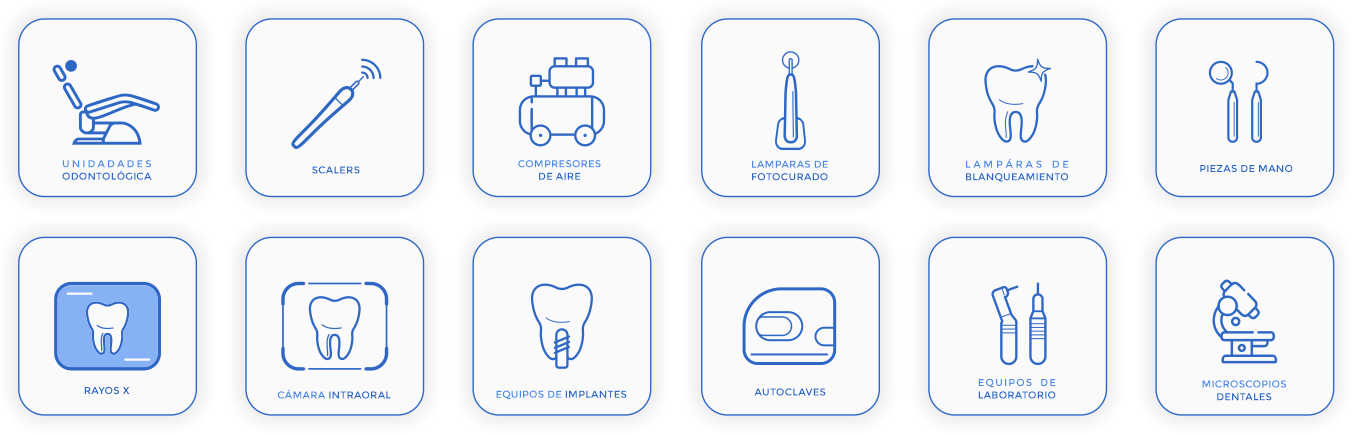 UNIDADADES
ODONTOLÓGICA
SCALERS
COMPRESORES
DE AIRE
LAMPARAS DE
FOTOCURADO
LAMPÁRAS DE
BLANQUEAMIENTO
PIEZAS DE MANO
RAYOS X
CÁMARA INTRAORAL
EQUIPOS DE IMPLANTES
AUTOCLAVES
EQUIPOS DE
LABORATORIO
MICROSCOPIOS
DENTALES